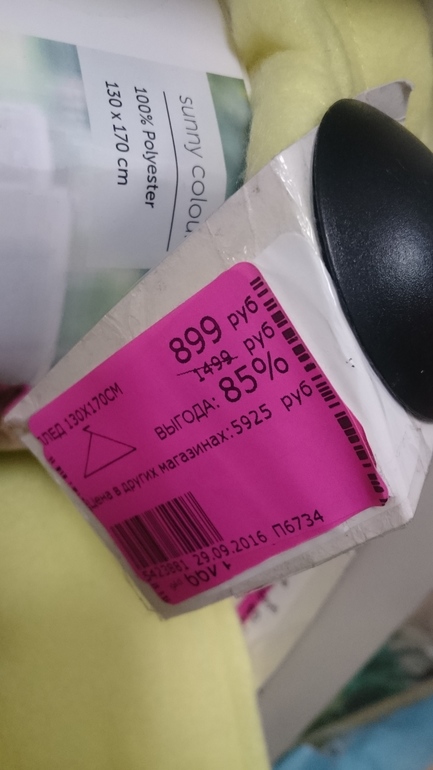 sunny colou
100% Polyester
130 x 170 cm
ПЛЕД 130X170СМ
899 руб
1499 руб
ВЫГОДА: 85%
Цена в других магазинах: 5925 руб
29.09.2016 П6734